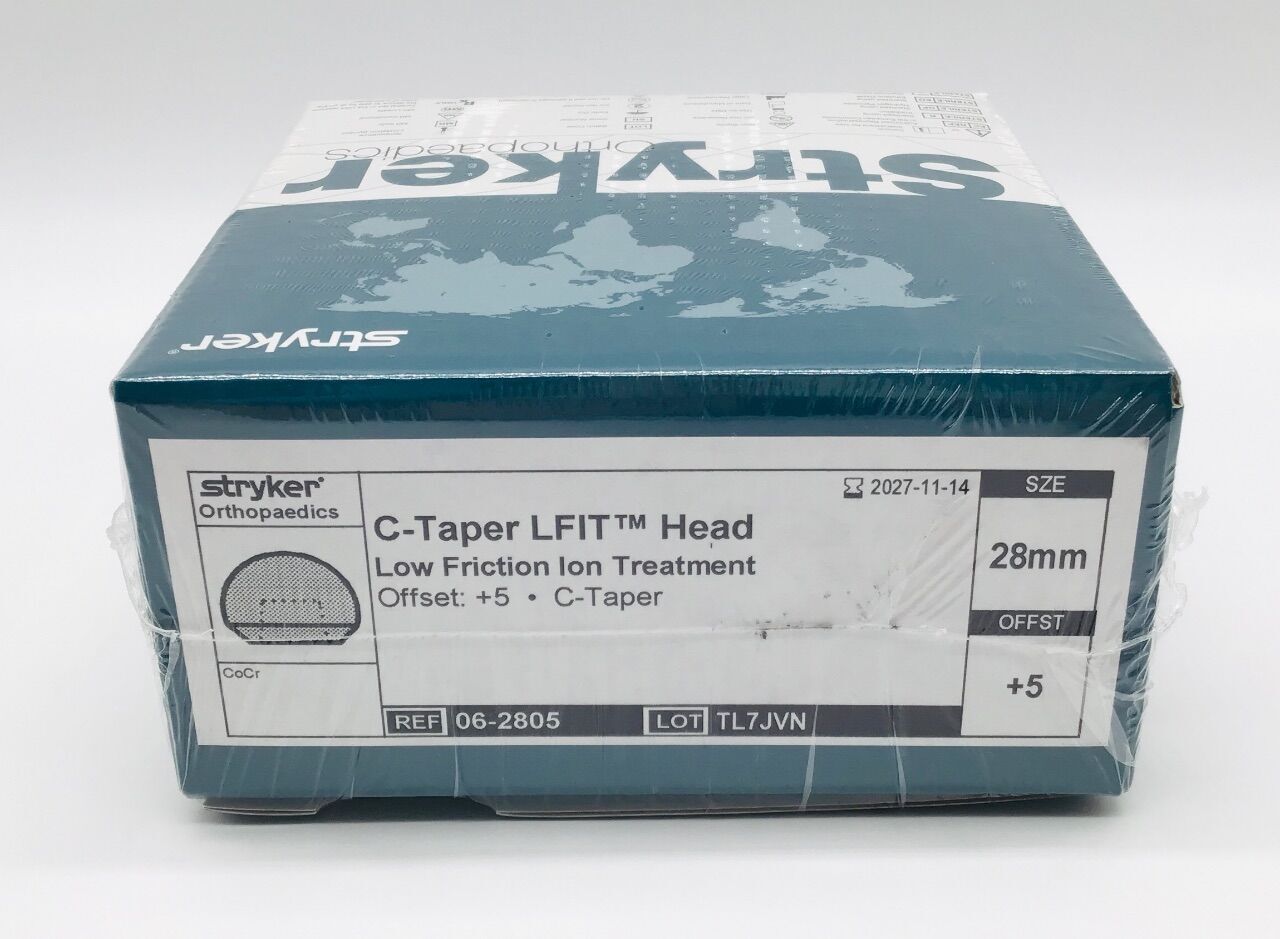 Stryker
Orthopaedics
stryker®
stryker®
Orthopaedics
CoCr
C-Taper LFIT™ Head
Low Friction Ion Treatment
Offset: +5 • C-Taper
2027-11-14
SZE
28mm
OFFST
+5
REF 06-2805
LOT TL7JVN